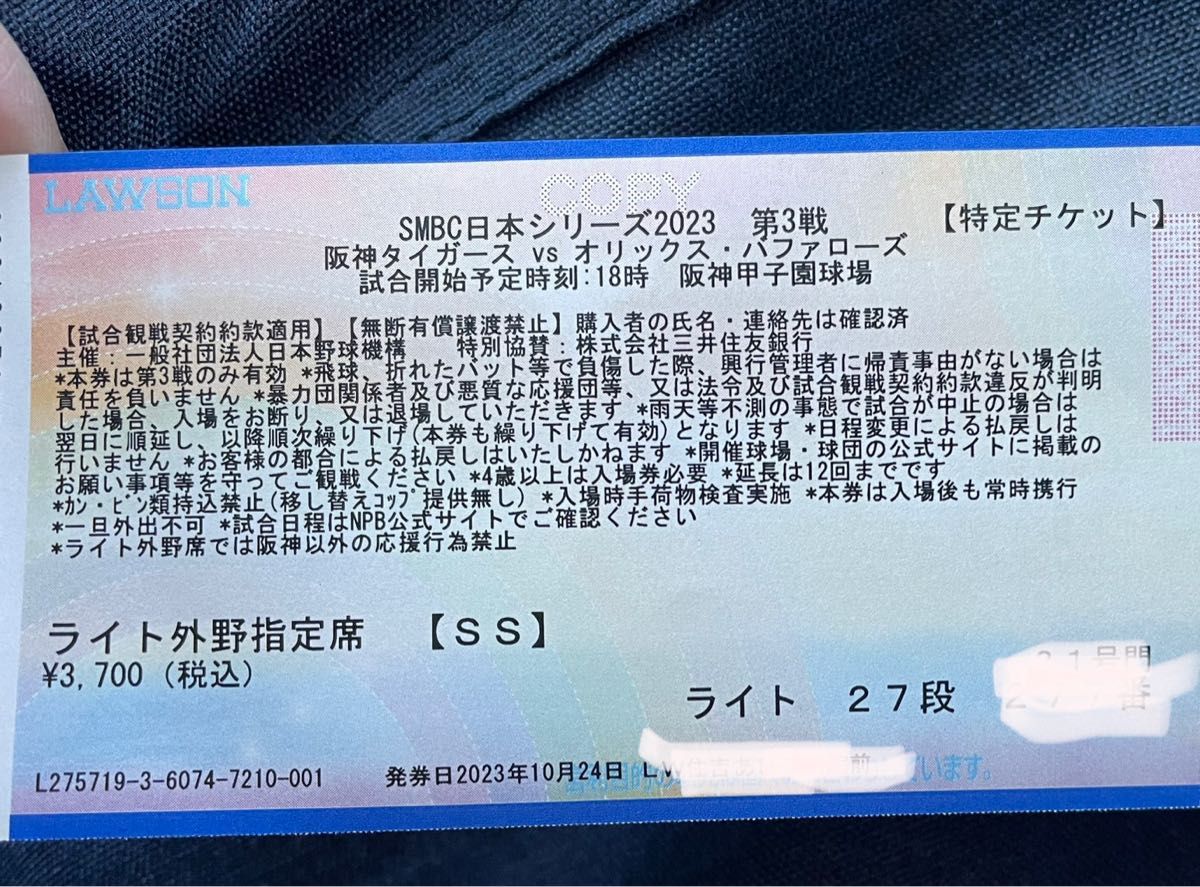 LAWSON
COPY
SMBC日本シリーズ2023 第3戦 【特定チケット】
阪神タイガース vs オリックス・バファローズ
試合開始予定時刻:18時 阪神甲子園球場
【試合観戦契約約款適用】【無断有償譲渡禁止】購入者の氏名・連絡先は確認済
主催:一般社団法人日本野球機構 特別協賛:株式会社三井住友銀行
*本券は第3戦のみ有効 *飛球、折れたバット等で負傷した際、興行管理者に帰責事由がない場合は
責任を負いません *暴力団関係者及び悪質な応援団等、又は法令及び試合観戦契約約款違反が判明
した場合、入場をお断り、又は退場していただきます *雨天等不測の事態で試合が中止の場合は
翌日に順延し、以降順次繰り下げ(本券も繰り下げて有効)となります *日程変更による払戻しは
行いません *お客様の都合による払戻しはいたしかねます *開催球場・球団の公式サイトに掲載の
お願い事項等を守ってご観戦ください *4歳以上は入場券必要 *延長は12回までです
*カン・ビン類持込禁止(移し替えコップ提供無し) *入場時手荷物検査実施 *本券は入場後も常時携行
*一旦外出不可 *試合日程はNPB公式サイトでご確認ください
*ライト外野席では阪神以外の応援行為禁止
ライト外野指定席 【SS】
¥3,700(税込)
号門
ライト 27段
L275719-3-6074-7210-001 発券日2023年10月24日
います。